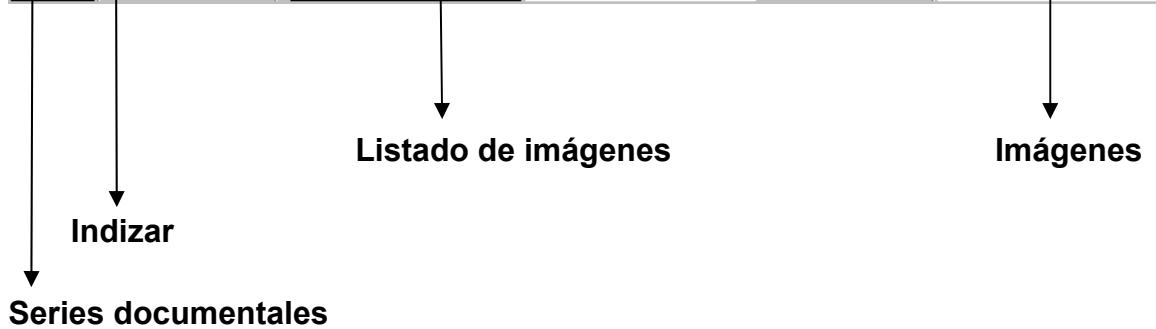 Listado de imágenes
Imágenes
Indizar
Series documentales